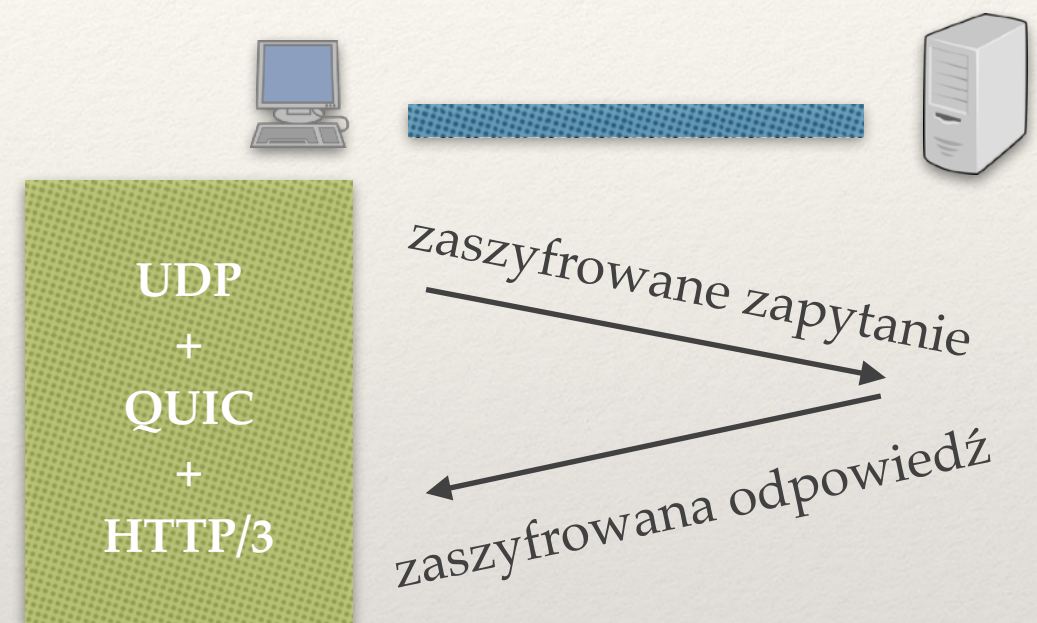 zaszyfrowane zapytanie
UDP
+
QUIC
+
HTTP/3
zaszyfrowana odpowiedź